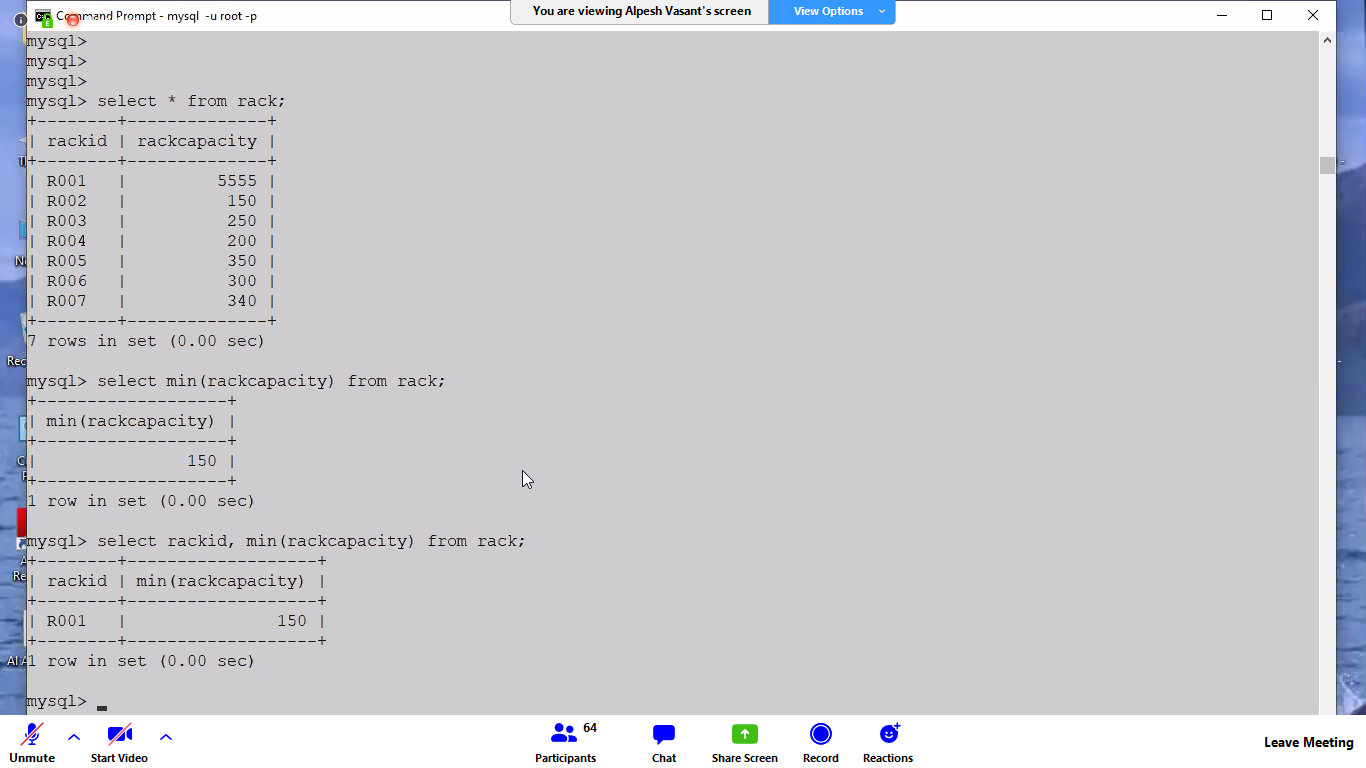 Command Prompt - mysql -u root -p
You are viewing Alpesh Vasant's screen
View Options
mysql>
mysql>
mysql>
mysql> select * from rack;
+--------+--------------+
| rackid | rackcapacity |
+--------+--------------+
| R001   |         5555 |
| R002   |          150 |
| R003   |          250 |
| R004   |          200 |
| R005   |          350 |
| R006   |          300 |
| R007   |          340 |
+--------+--------------+
7 rows in set (0.00 sec)
mysql> select min(rackcapacity) from rack;
+-------------------+
| min(rackcapacity) |
+-------------------+
|               150 |
+-------------------+
1 row in set (0.00 sec)
mysql> select rackid, min(rackcapacity) from rack;
+--------+-------------------+
| rackid | min(rackcapacity) |
+--------+-------------------+
| R001   |               150 |
+--------+-------------------+
1 row in set (0.00 sec)
mysql>
64
Unmute
Start Video
Participants
Chat
Share Screen
Record
Reactions
Leave Meeting